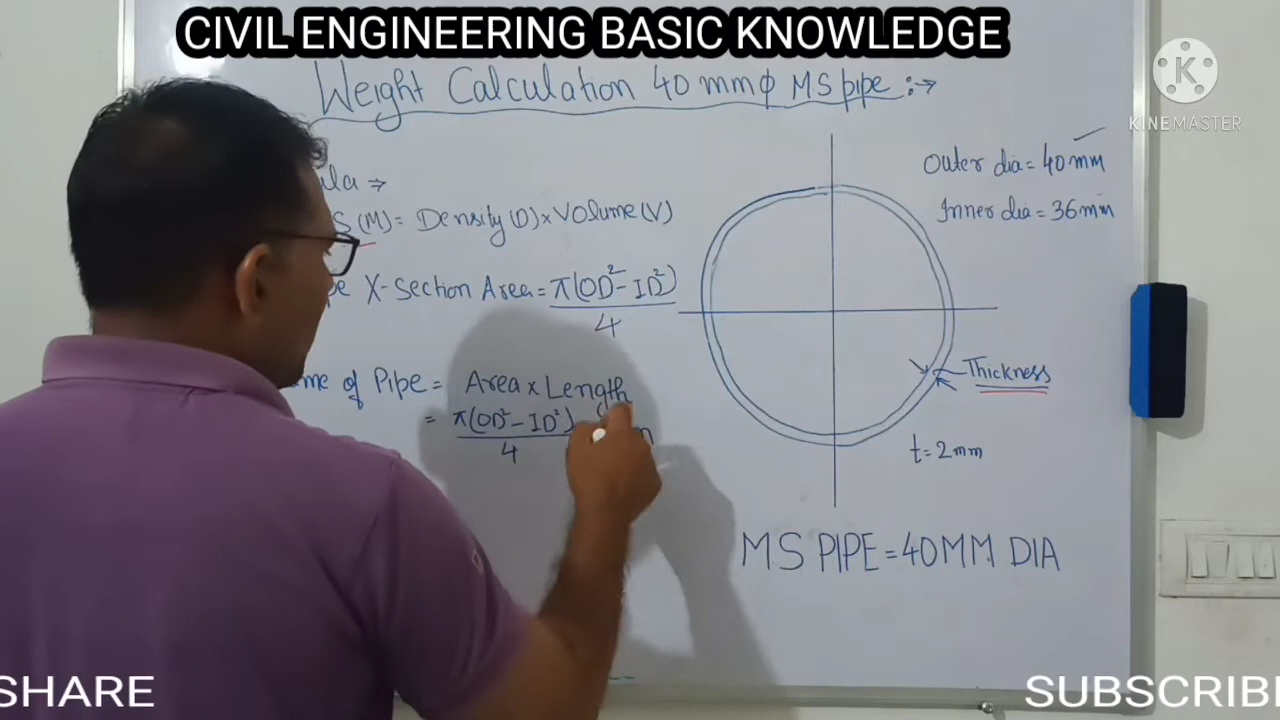 CIVIL ENGINEERING BASIC KNOWLEDGE
Weight Calculation 40 mmφ MS pipe :→
KINEMASTER
Outer dia = 40mm
Inner dia = 36mm
(M) = Density(D)×Volume(V)
X-Section Area = π(OD²-ID²)
4
of Pipe = Area × Length
= π(OD²-ID²)
4
Thickness
t=2mm
MS PIPE=40MM DIA
SHARE